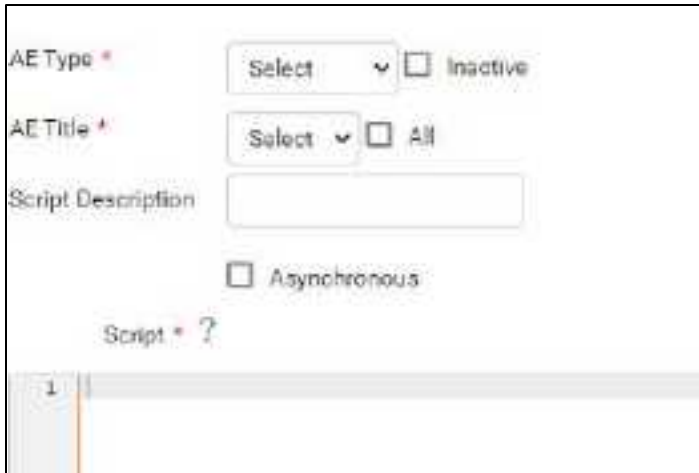 AE Type *
Select Inactive
AE Title *
Select All
Script Description
Asynchronous
Script * ?
1